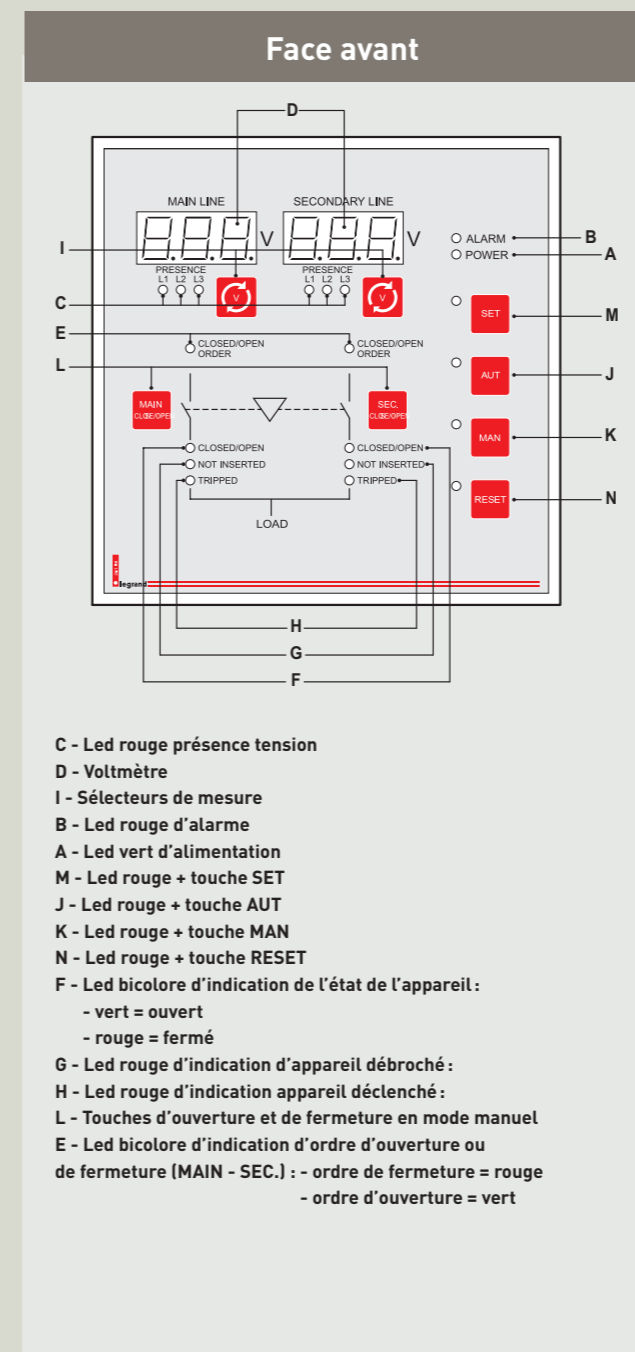 Face avant
D
MAIN LINE SECONDARY LINE
V V
I
PRESENCE PRESENCE
L1 L2 L3 L1 L2 L3
V V
ALARM B
POWER A
C
SET M
E
CLOSED/OPEN ORDER CLOSED/OPEN ORDER
L
AUT J
MAIN CLOSE/OPEN SEC. CLOSE/OPEN
MAN K
CLOSED/OPEN CLOSED/OPEN
NOT INSERTED NOT INSERTED
TRIPPED TRIPPED
RESET N
LOAD
legrand
H
G
F
C - Led rouge présence tension
D - Voltmètre
I - Sélecteurs de mesure
B - Led rouge d'alarme
A - Led vert d'alimentation
M - Led rouge + touche SET
J - Led rouge + touche AUT
K - Led rouge + touche MAN
N - Led rouge + touche RESET
F - Led bicolore d'indication de l'état de l'appareil :
- vert = ouvert
- rouge = fermé
G - Led rouge d'indication d'appareil débroché :
H - Led rouge d'indication appareil déclenché :
L - Touches d'ouverture et de fermeture en mode manuel
E - Led bicolore d'indication d'ordre d'ouverture ou
de fermeture (MAIN - SEC.) : - ordre de fermeture = rouge
- ordre d'ouverture = vert